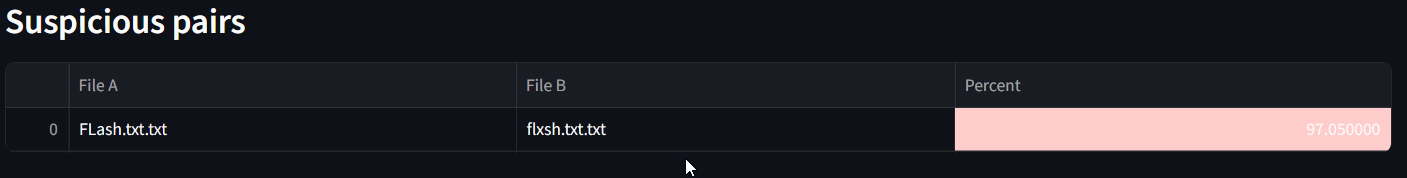 Suspicious pairs
File A File B Percent
0 FLash.txt.txt flxsh.txt.txt 97.050000